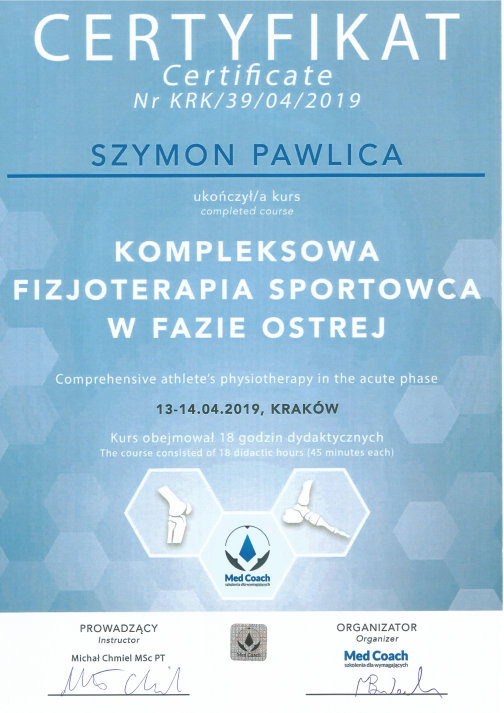 CERTYFIKAT
Certificate
Nr KRK/39/04/2019
SZYMON PAWLICA
ukończył/a kurs
completed course
KOMPLEKSOWA
FIZJOTERAPIA SPORTOWCA
W FAZIE OSTREJ
Comprehensive athlete's physiotherapy in the acute phase
13-14.04.2019, KRAKÓW
Kurs obejmował 18 godzin dydaktycznych
The course consisted of 18 didactic hours (45 minutes each)
Med Coach
szkolenia dla wymagających
PROWADZĄCY
Instructor
Michał Chmiel MSc PT
Med Coach
ORGANIZATOR
Organizer
Med Coach
szkolenia dla wymagających